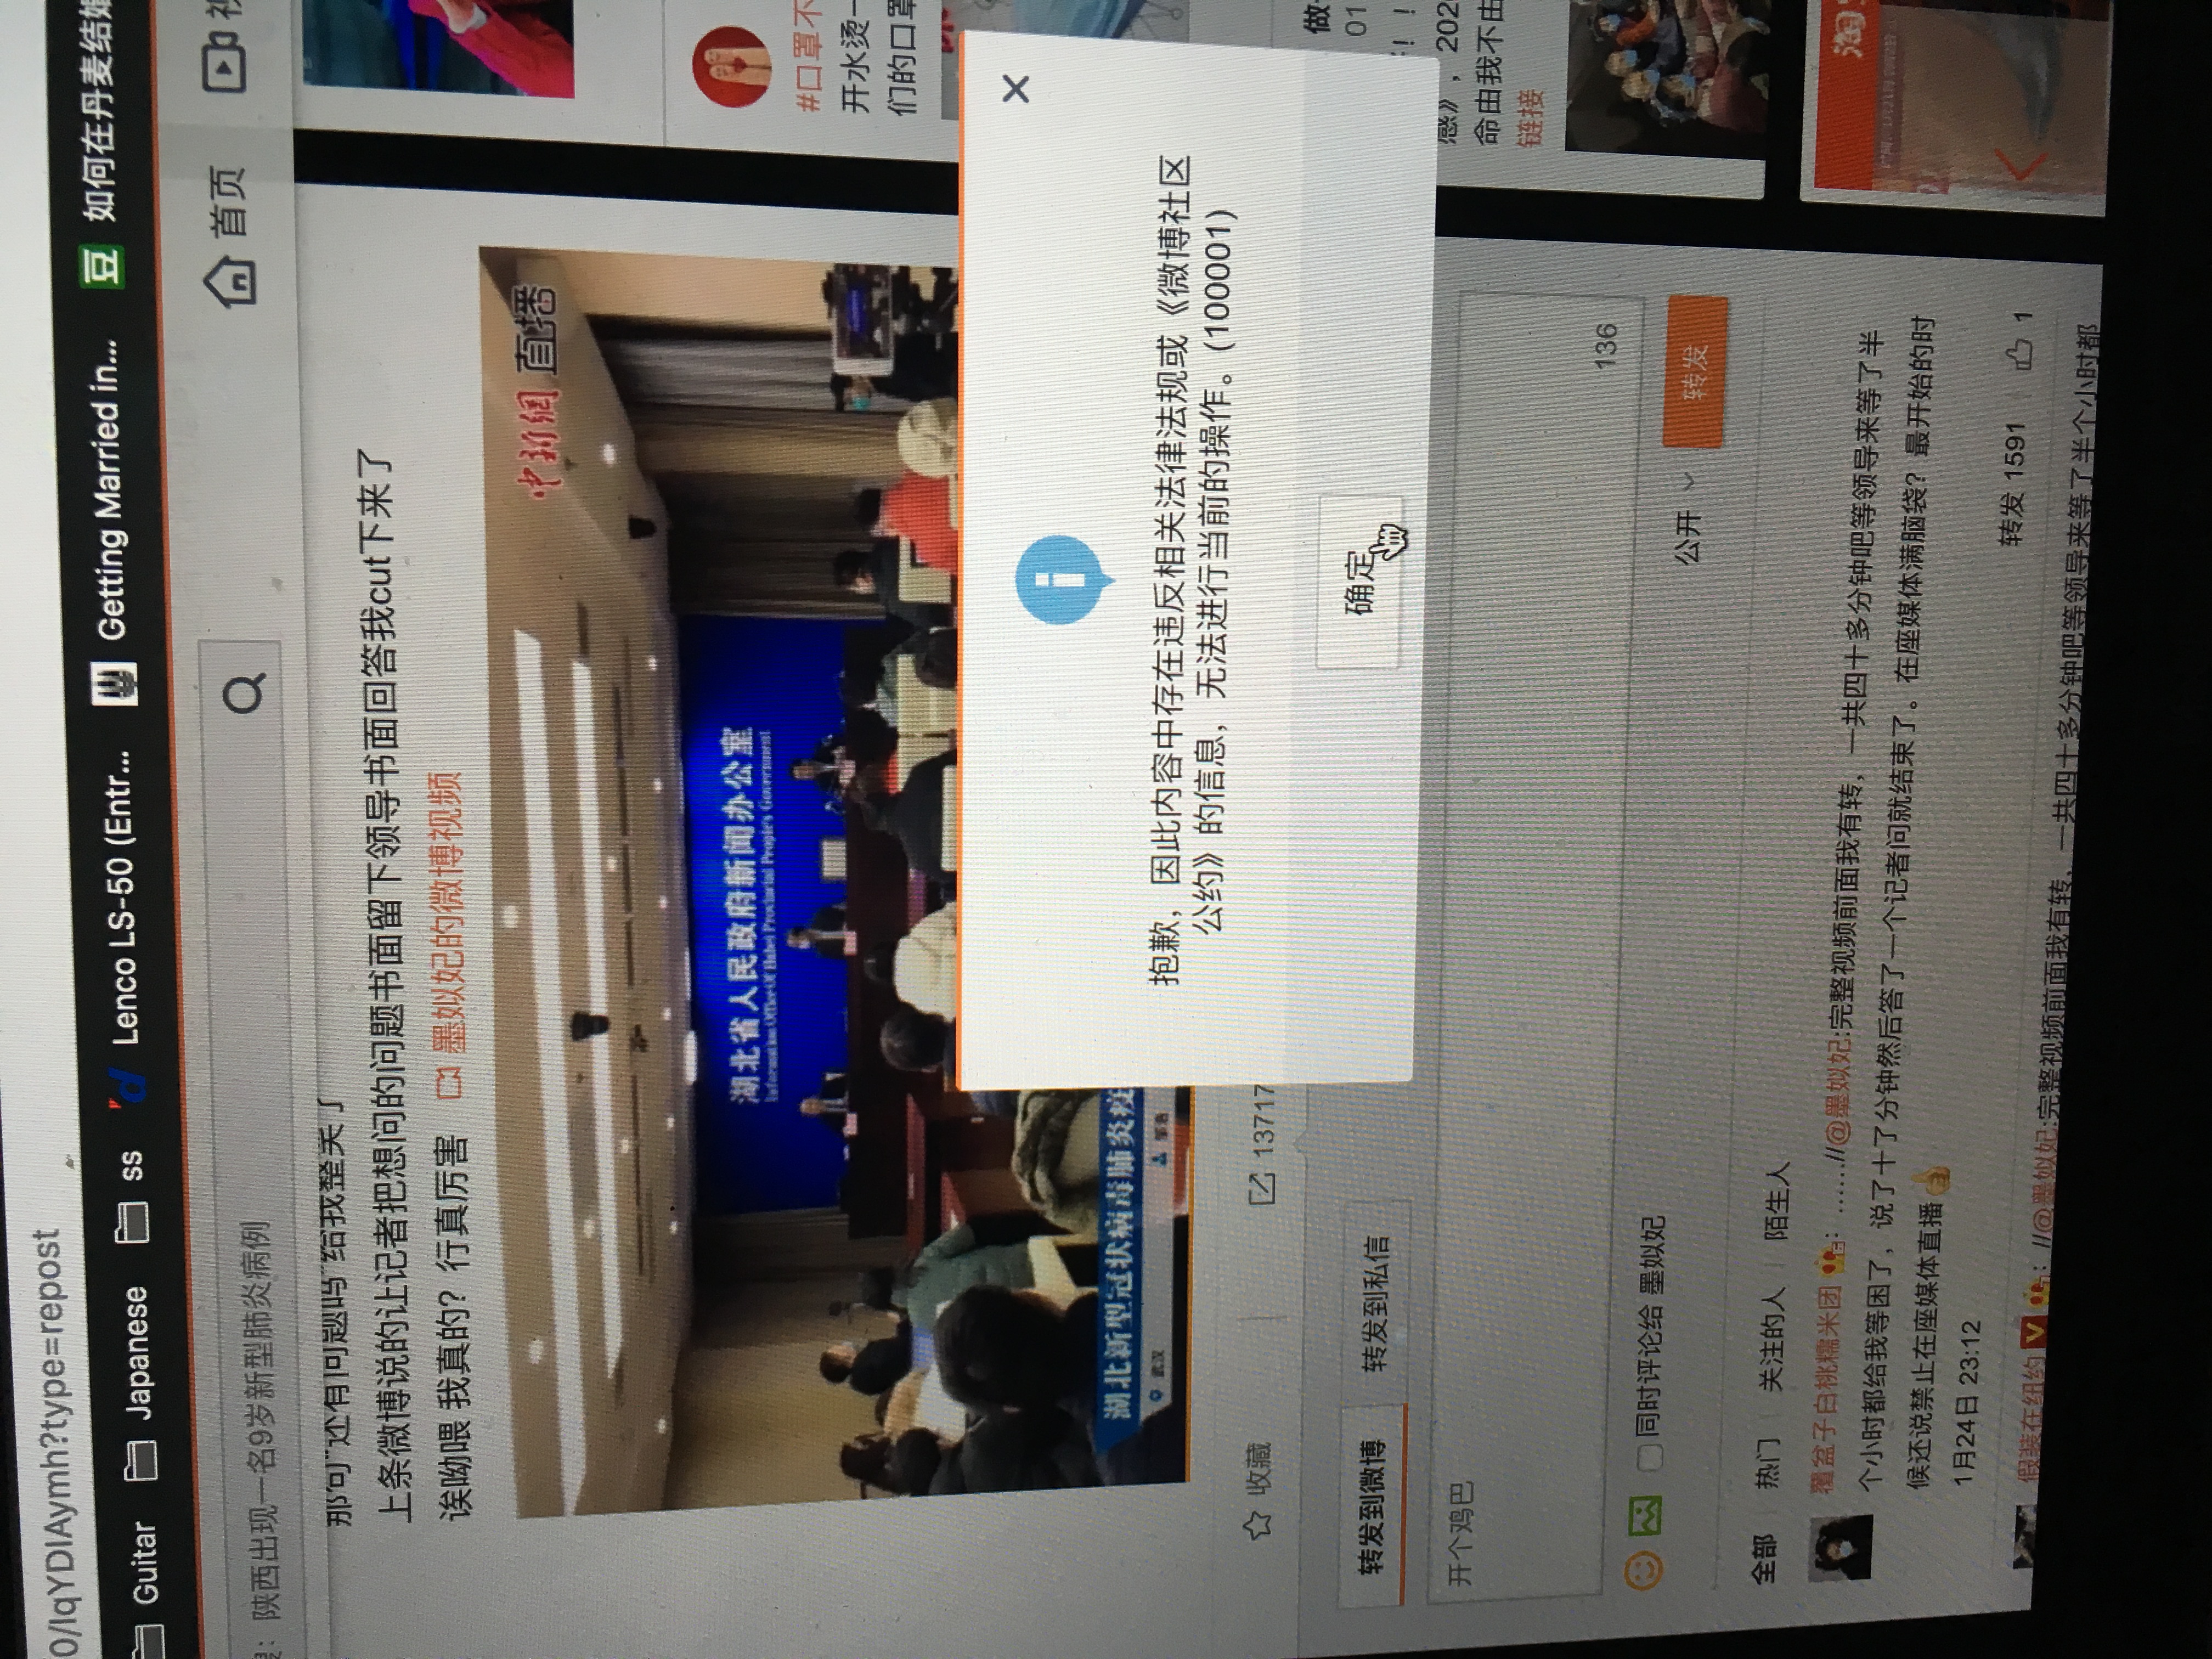 0/IqYDIAymh?type=repost
Guitar
Japanese
ss
Lenco LS-50 (Entr...
Getting Married in...
豆
如何在丹麦结婚
陕西出现一名9岁新型肺炎病例
首页
那句“还有问题吗”给我整笑了
上条微博说的让记者把想问的问题书面留下领导书面回答我cut下来了
诶呦喂 我真的？行真厉害
墨姒妃的微博视频
中新網 直播
湖北省人民政府新闻办公室
Information Office Of Hubei Provincial People's Government
湖北新型冠状病毒肺炎疫
武汉
邹浩
#口罩不
开水烫一
们的口罩
抱歉，因此内容中存在违反相关法律法规或《微博社区
公约》的信息，无法进行当前的操作。(100001)
确定
收藏
13717
转发到微博
转发到私信
开个鸡巴
136
同时评论给 墨姒妃
公开
转发
做
01
！！
感》，202
命由我不由
链接
全部
热门
关注的人
陌生人
覆盆子白桃糯米团：……//@墨姒妃:完整视频前面我有转，一共四十多分钟吧等领导来等了半
个小时都给我等困了，说了十了分钟然后答了一个记者问就结束了。在座媒体满脑袋？最开始的时
候还说禁止在座媒体直播
1月24日 23:12
转发 1591
1
假装在纽约 V ：//@墨姒妃:完整视频前面我有转，一共四十多分钟吧等领导来等了半个小时都
淘